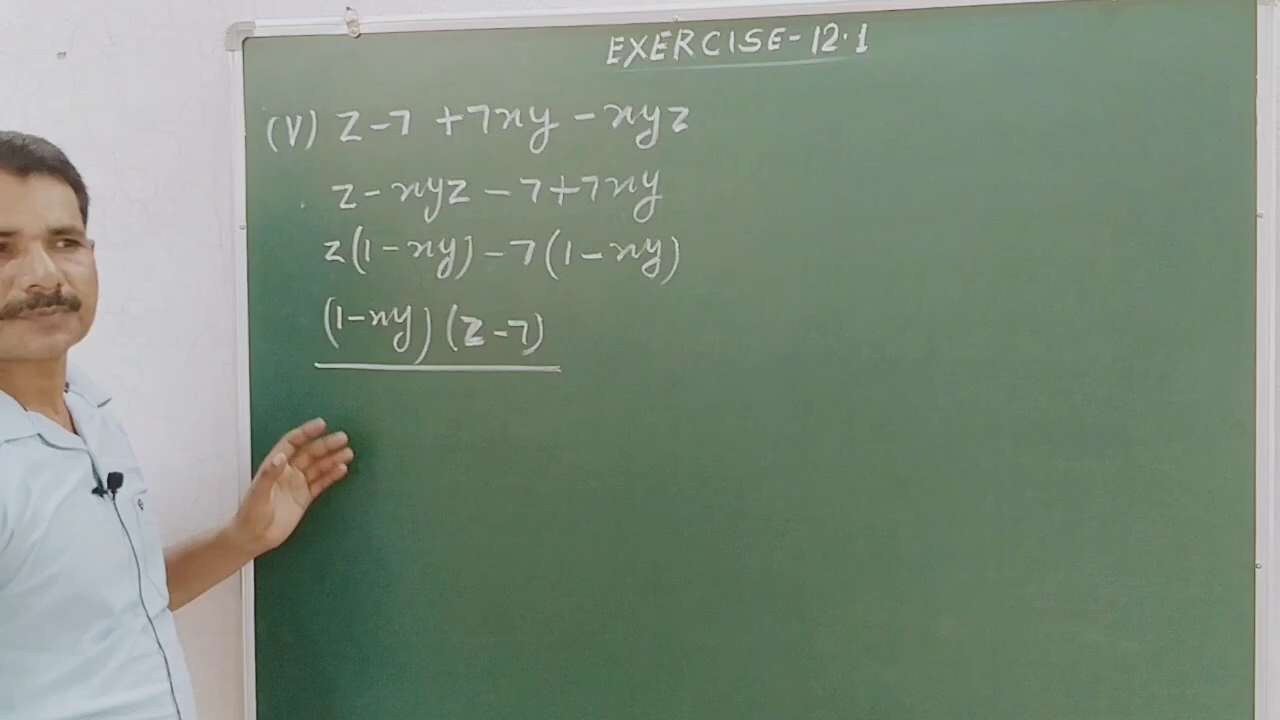 EXERCISE-12.1
(V) z-7 +7xy -xyz
z-xyz -7+7xy
z(1-xy)-7(1-xy)
(1-xy)(z-7)